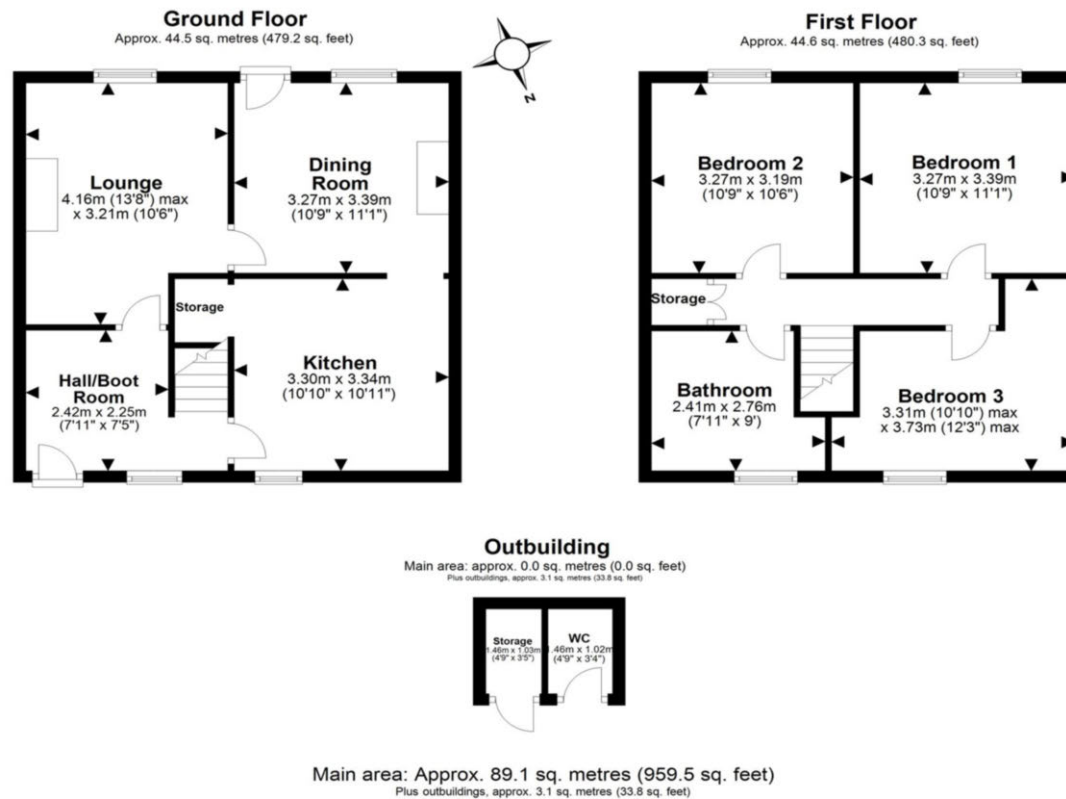 Ground Floor
Approx. 44.5 sq. metres (479.2 sq. feet)
Lounge
4.16m (13'8") max
x 3.21m (10'6")
Dining
Room
3.27m x 3.39m
(10'9" x 11'1")
Storage
Kitchen
3.30m x 3.34m
(10'10" x 10'11")
Hall/Boot
Room
2.42m x 2.25m
(7'11" x 7'5")
N
First Floor
Approx. 44.6 sq. metres (480.3 sq. feet)
Bedroom 2
3.27m x 3.19m
(10'9" x 10'6")
Bedroom 1
3.27m x 3.39m
(10'9" x 11'1")
Storage
Bathroom
2.41m x 2.76m
(7'11" x 9')
Bedroom 3
3.31m (10'10") max
x 3.73m (12'3") max
Outbuilding
Main area: approx. 0.0 sq. metres (0.0 sq. feet)
Plus outbuildings, approx. 3.1 sq. metres (33.8 sq. feet)
Storage
1.46m x 1.03m
(4'9" x 3'5")
WC
1.46m x 1.02m
(4'9" x 3'4")
Main area: Approx. 89.1 sq. metres (959.5 sq. feet)
Plus outbuildings, approx. 3.1 sq. metres (33.8 sq. feet)